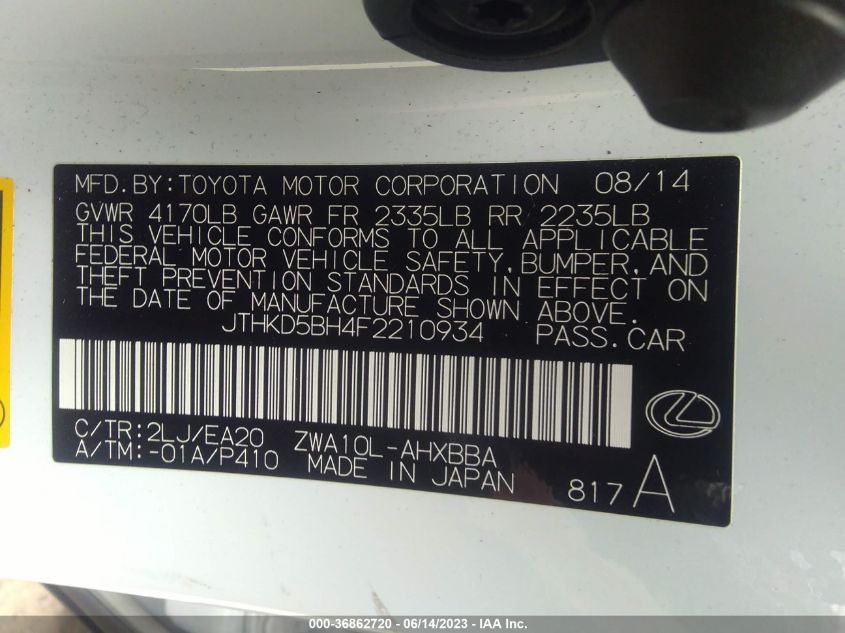 MFD.BY:TOYOTA MOTOR CORPORATION 08/14
GVWR 4170LB GAWR FR 2335LB RR 2235LB
THIS VEHICLE CONFORMS TO ALL APPLICABLE
FEDERAL MOTOR VEHICLE SAFETY,BUMPER,AND
THEFT PREVENTION STANDARDS IN EFFECT ON
THE DATE OF MANUFACTURE SHOWN ABOVE.
JTHKD5BH4F2210934 PASS.CAR
C/TR:2LJ/EA20 ZWA10L-AHXBBA
A/TM:-01A/P410 MADE IN JAPAN 817 A
000-36862720 - 06/14/2023 - IAA Inc.